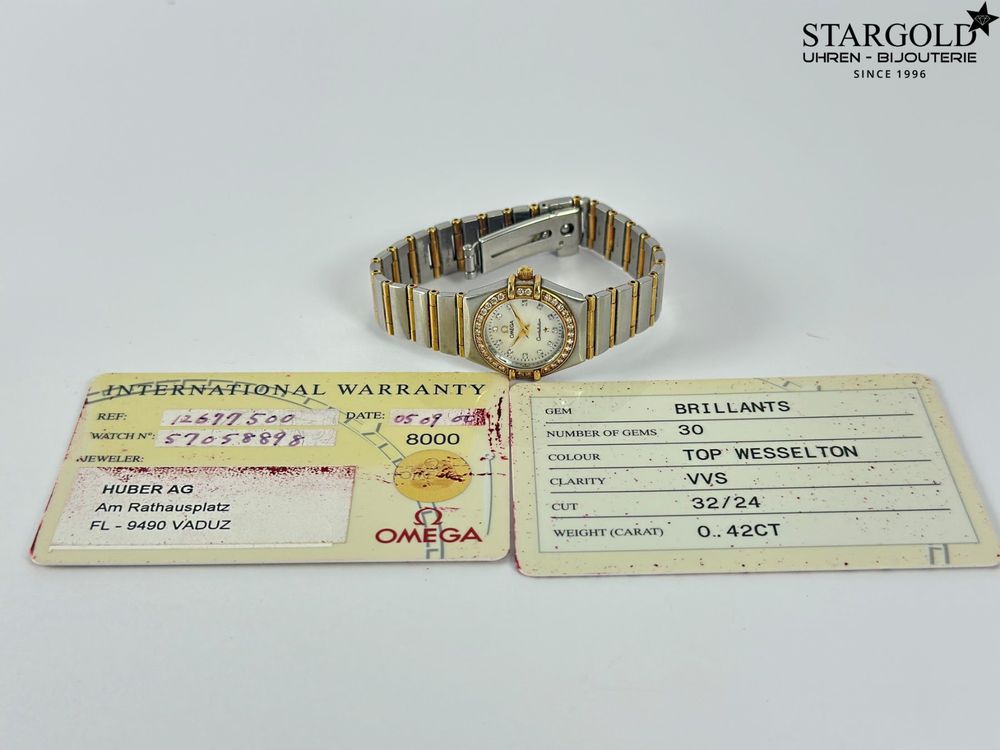 STARGOLD
UHREN - BIJOUTERIE
SINCE 1996
OMEGA
Constellation
INTERNATIONAL WARRANTY
REF: 12677500 DATE: 05 09 00
WATCH Nº: 57058898 8000
JEWELER:
HUBER AG
Am Rathausplatz
FL - 9490 VADUZ
Ω
OMEGA
GEM BRILLANTS
NUMBER OF GEMS 30
COLOUR TOP WESSELTON
CLARITY VVS
CUT 32/24
WEIGHT (CARAT) 0..42CT